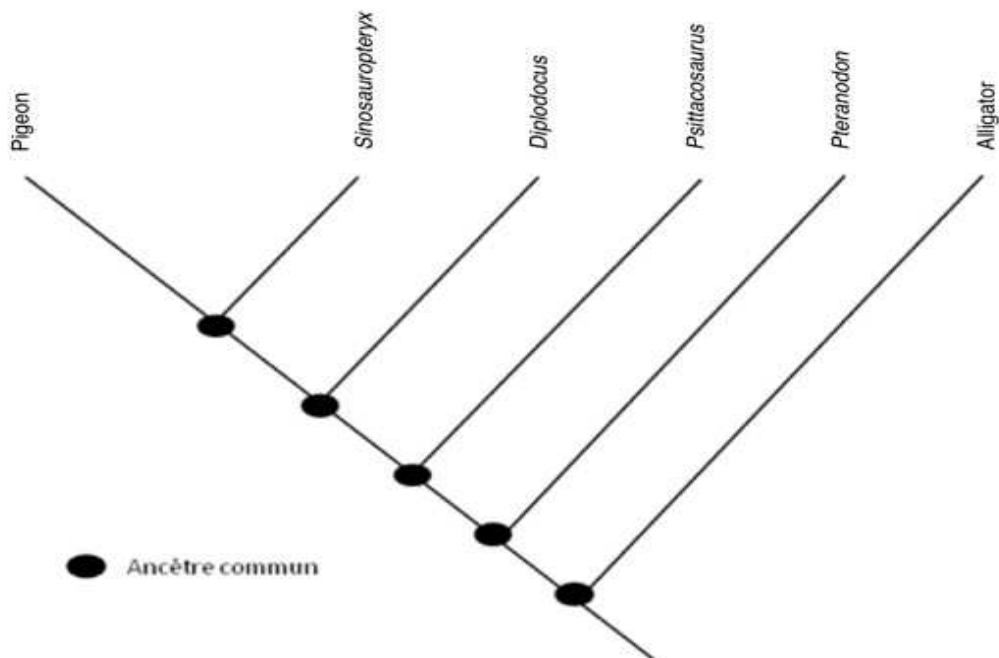 Pigeon
Sinosauropteryx
Diplodocus
Psittacosaurus
Pteranodon
Alligator
Ancêtre commun